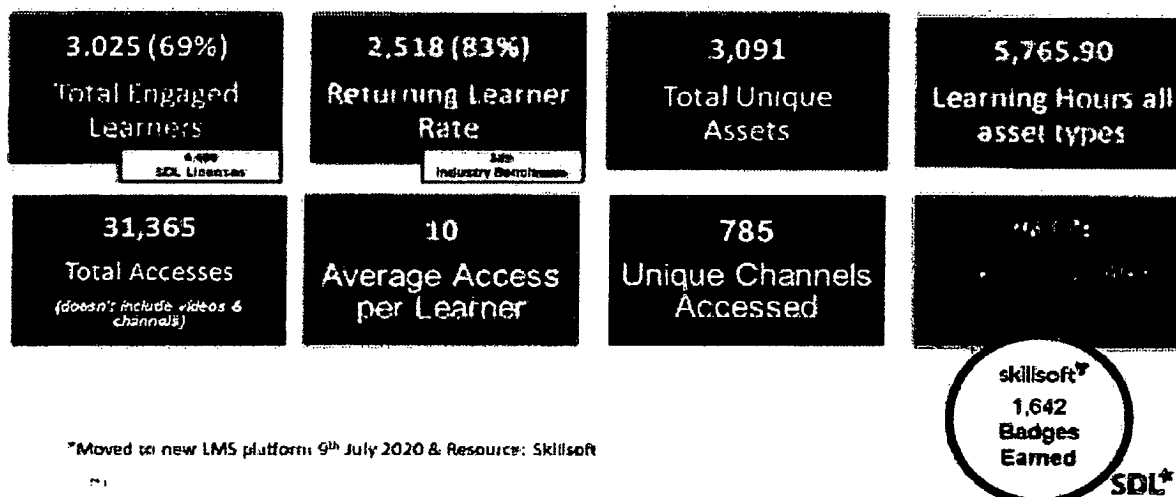 3.025 (69%)
Total Engaged
Learners
SDL Licenses
2,518 (83%)
Returning Learner
Rate
Industry
3,091
Total Unique
Assets
5,765.90
Learning Hours all
asset types
31,365
Total Accesses
(doesn't include videos &
channels)
10
Average Access
per Learner
785
Unique Channels
Accessed
skillsoft
1,642
Badges
Earned
*Moved to new LMS platform 9th July 2020 & Resource: Skillsoft
SDL*